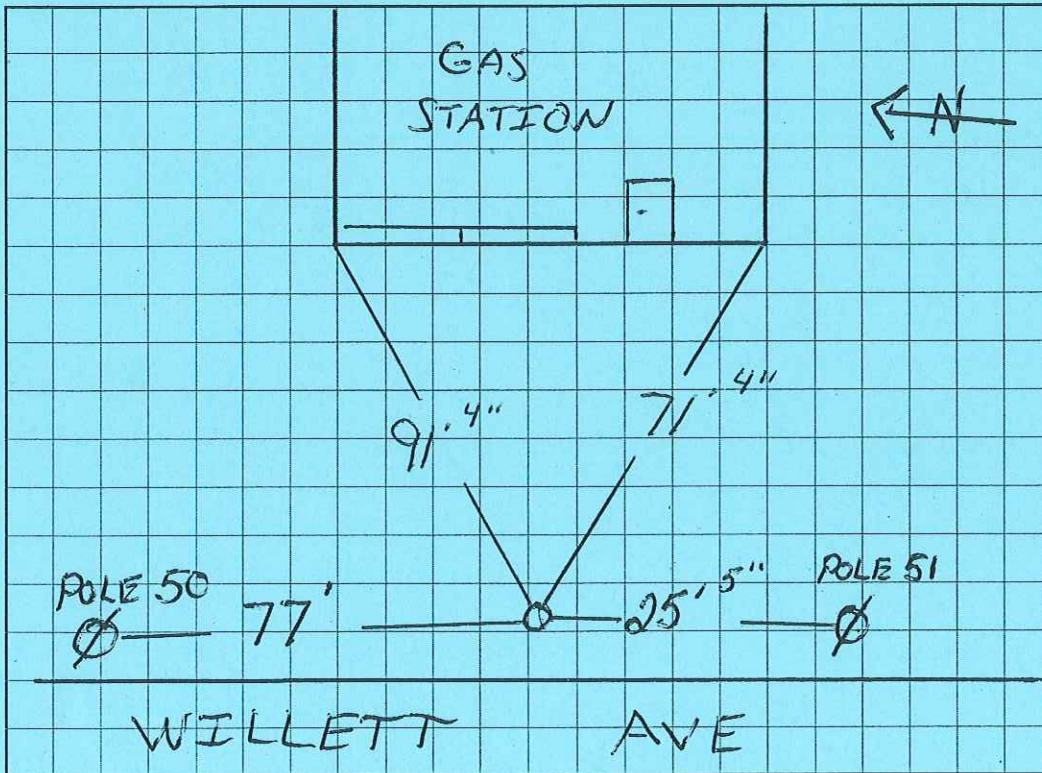 GAS
STATION
N
91' 4"
71' 4"
POLE 50
77'
25' 5"
POLE 51
WILLETT AVE